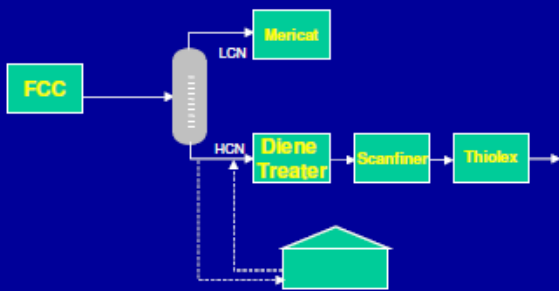 Mericat
LCN
FCC
HCN
Diene
Treater
Scanfiner
Thiolex